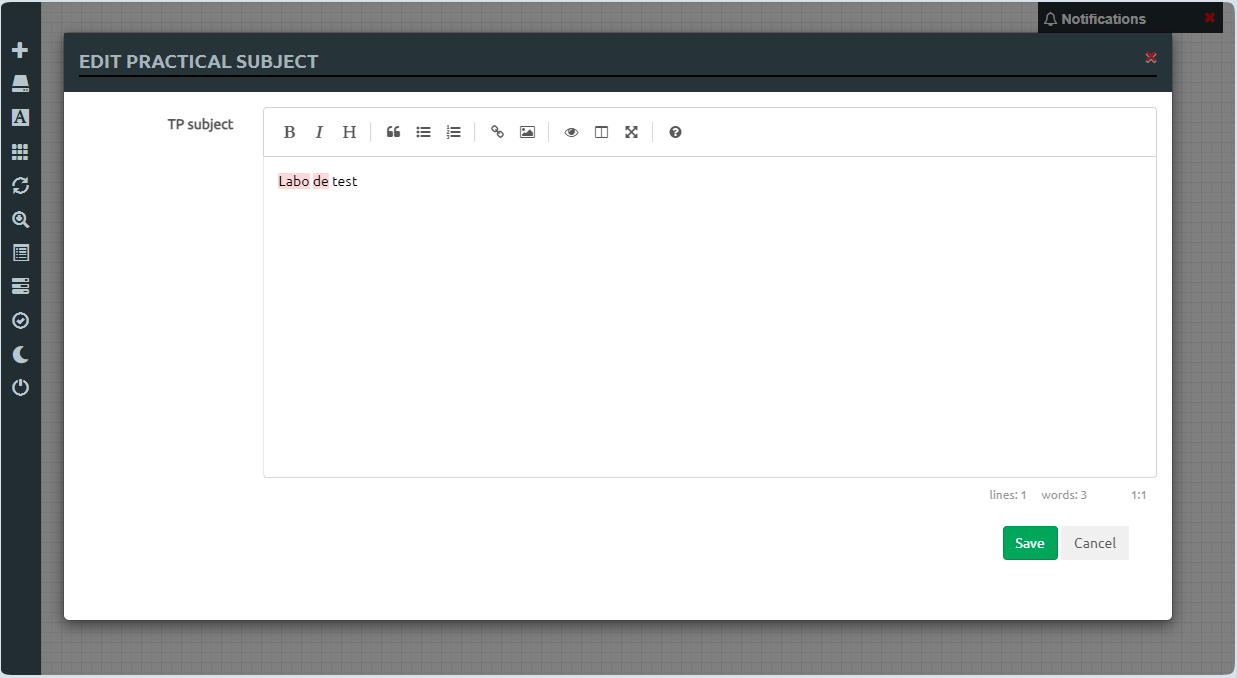 Notifications
EDIT PRACTICAL SUBJECT
TP subject
B I H
Labo de test
lines: 1 words: 3 1:1
Save Cancel